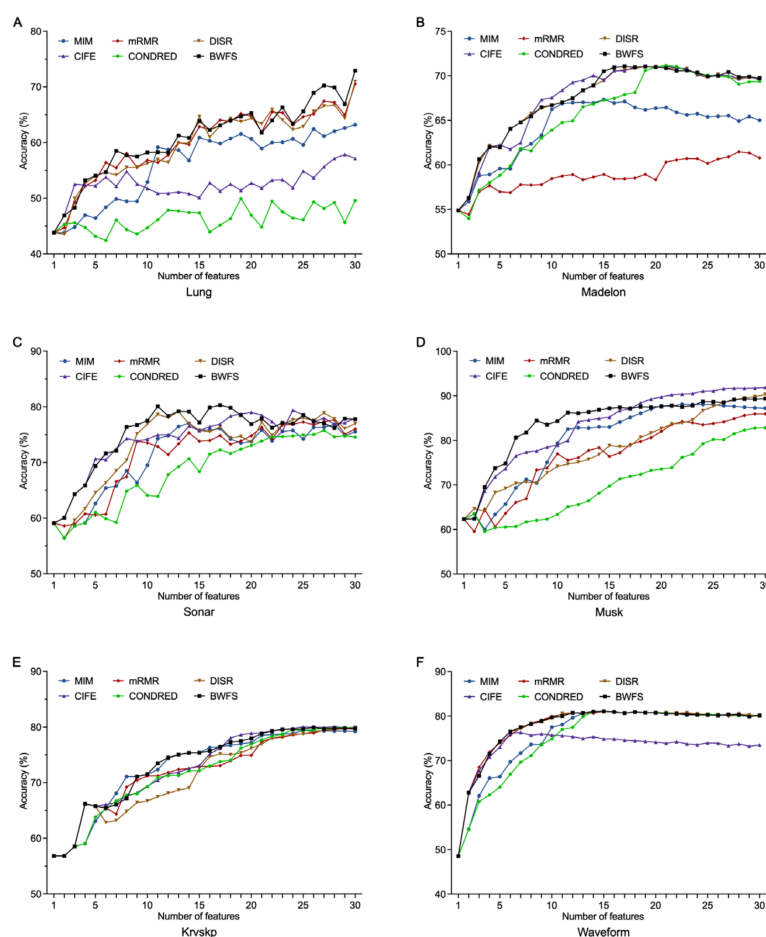 A
MIM mRMR DISR
CIFE CONDRED BWFS
Accuracy (%)
80
70
60
50
40
1 5 10 15 20 25 30
Number of features
Lung
B
MIM mRMR DISR
CIFE CONDRED BWFS
Accuracy (%)
80
75
70
65
60
55
50
1 5 10 15 20 25 30
Number of features
Madelon
C
MIM mRMR DISR
CIFE CONDRED BWFS
Accuracy (%)
90
80
70
60
50
1 5 10 15 20 25 30
Number of features
Sonar
D
MIM mRMR DISR
CIFE CONDRED BWFS
Accuracy (%)
100
90
80
70
60
50
1 5 10 15 20 25 30
Number of features
Musk
E
MIM mRMR DISR
CIFE CONDRED BWFS
Accuracy (%)
90
80
70
60
50
1 5 10 15 20 25 30
Number of features
Krvskp
F
MIM mRMR DISR
CIFE CONDRED BWFS
Accuracy (%)
90
80
70
60
50
40
1 5 10 15 20 25 30
Number of features
Waveform